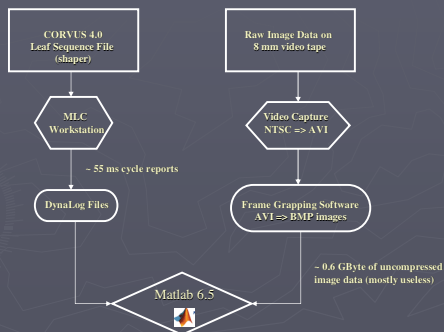 CORVUS 4.0
Leaf Sequence File
(shaper)
Raw Image Data on
8 mm video tape
MLC
Workstation
Video Capture
NTSC => AVI
~ 55 ms cycle reports
DynaLog Files
Frame Grapping Software
AVI => BMP images
~ 0.6 GByte of uncompressed
image data (mostly useless)
Matlab 6.5